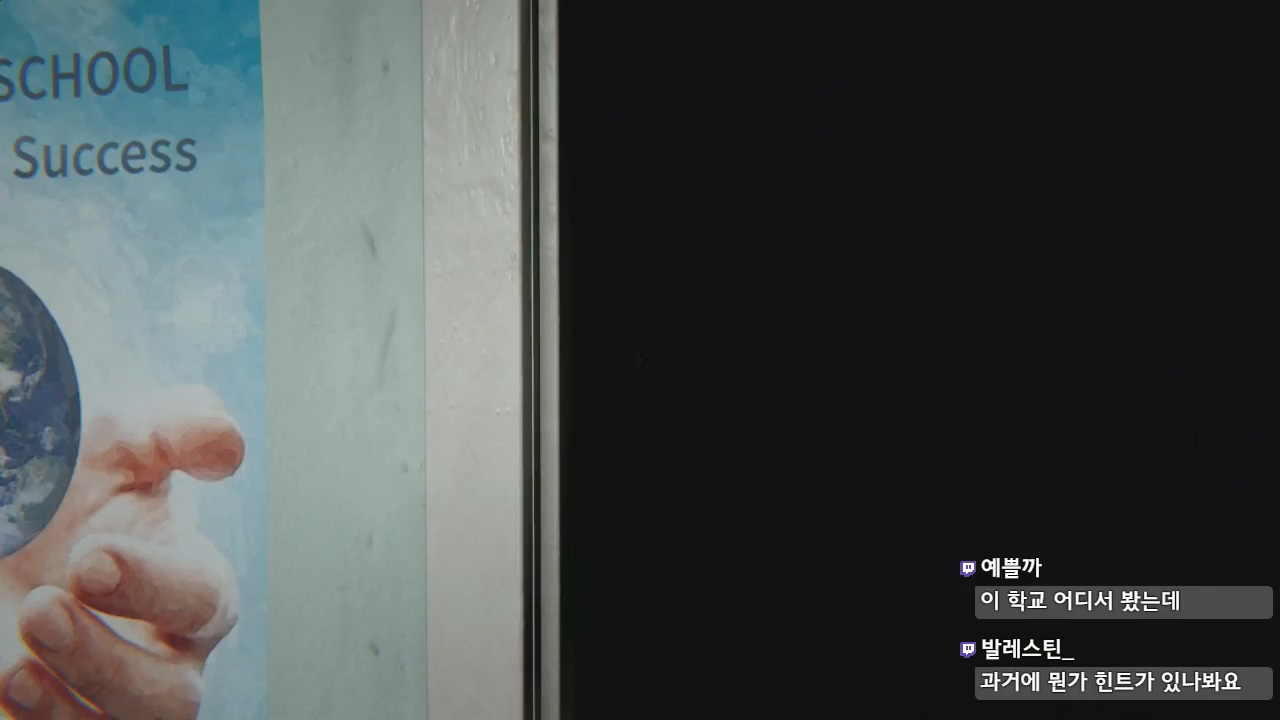 SCHOOL
Success
예쁠까
이 학교 어디서 봤는데
발레스틴_
과거에 뭔가 힌트가 있나봐요